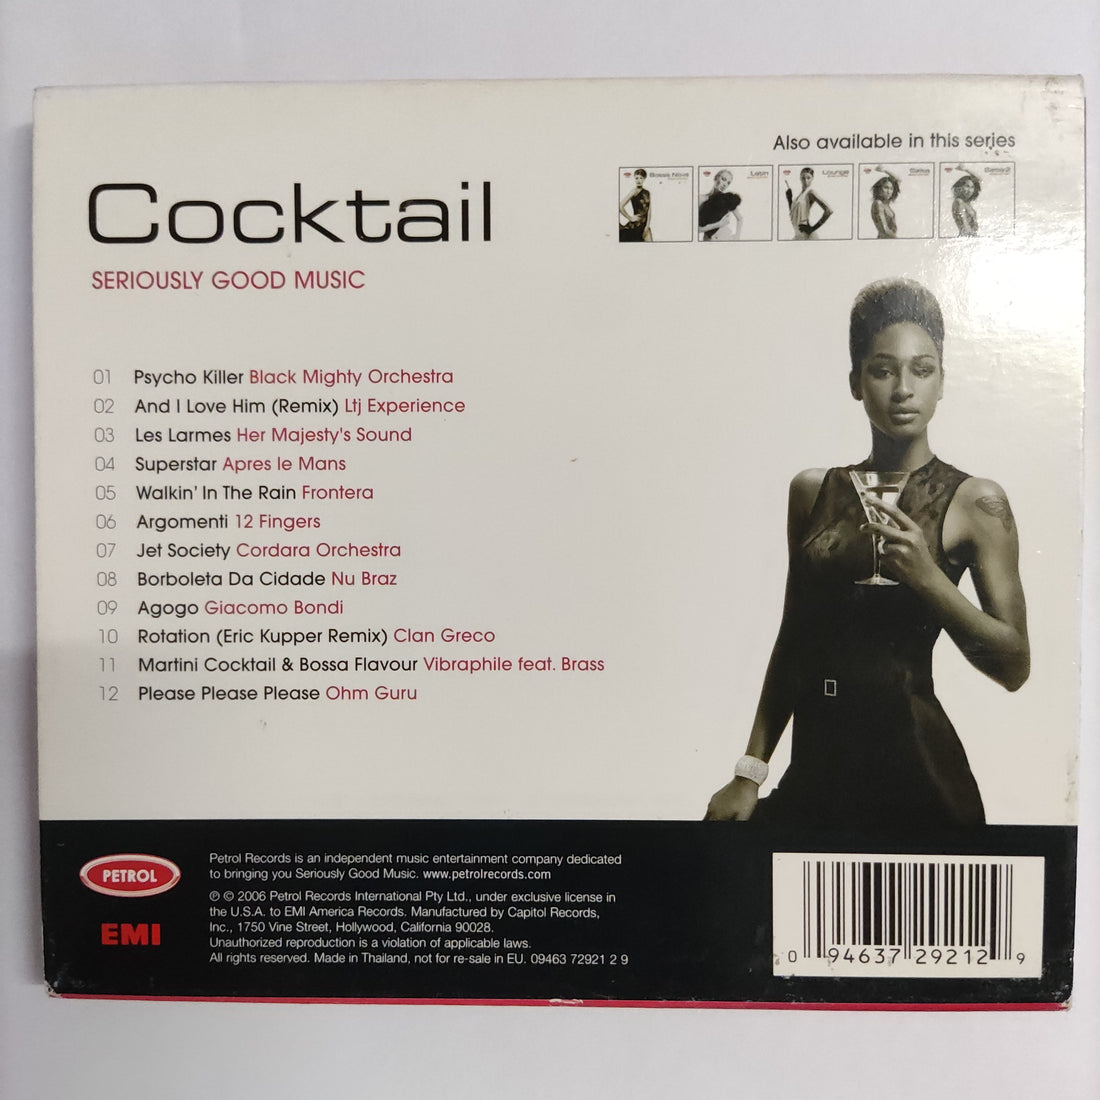 Also available in this series
Bossa Nova
Latin
Lounge
Salsa
Salsa 2
Cocktail
SERIOUSLY GOOD MUSIC
01 Psycho Killer Black Mighty Orchestra
02 And I Love Him (Remix) Ltj Experience
03 Les Larmes Her Majesty's Sound
04 Superstar Apres le Mans
05 Walkin' In The Rain Frontera
06 Argomenti 12 Fingers
07 Jet Society Cordara Orchestra
08 Borboleta Da Cidade Nu Braz
09 Agogo Giacomo Bondi
10 Rotation (Eric Kupper Remix) Clan Greco
11 Martini Cocktail & Bossa Flavour Vibraphile feat. Brass
12 Please Please Please Ohm Guru
PETROL
EMI
Petrol Records is an independent music entertainment company dedicated
to bringing you Seriously Good Music. www.petrolrecords.com
℗ © 2006 Petrol Records International Pty Ltd., under exclusive license in
the U.S.A. to EMI America Records. Manufactured by Capitol Records,
Inc., 1750 Vine Street, Hollywood, California 90028.
Unauthorized reproduction is a violation of applicable laws.
All rights reserved. Made in Thailand, not for re-sale in EU. 09463 72921 2 9
0 94637 29212 9